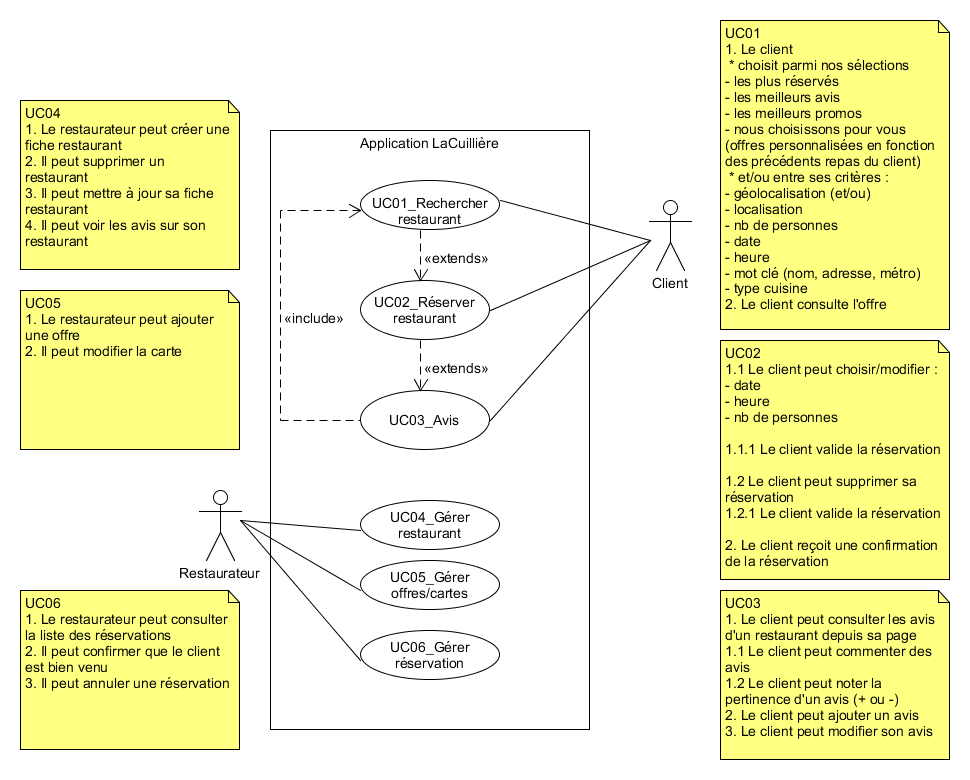 UC04
1. Le restaurateur peut créer une
fiche restaurant
2. Il peut supprimer un
restaurant
3. Il peut mettre à jour sa fiche
restaurant
4. Il peut voir les avis sur son
restaurant
UC05
1. Le restaurateur peut ajouter
une offre
2. Il peut modifier la carte
Restaurateur
UC06
1. Le restaurateur peut consulter
la liste des réservations
2. Il peut confirmer que le client
est bien venu
3. Il peut annuler une réservation
Application LaCuillière
UC01_Rechercher
restaurant
«extends»
UC02_Réserver
restaurant
«include»
«extends»
UC03_Avis
UC04_Gérer
restaurant
UC05_Gérer
offres/cartes
UC06_Gérer
réservation
Client
UC01
1. Le client
* choisit parmi nos sélections
- les plus réservés
- les meilleurs avis
- les meilleurs promos
- nous choisissons pour vous
(offres personnalisées en fonction
des précédents repas du client)
* et/ou entre ses critères :
- géolocalisation (et/ou)
- localisation
- nb de personnes
- date
- heure
- mot clé (nom, adresse, métro)
- type cuisine
2. Le client consulte l'offre
UC02
1.1 Le client peut choisir/modifier :
- date
- heure
- nb de personnes
1.1.1 Le client valide la réservation
1.2 Le client peut supprimer sa
réservation
1.2.1 Le client valide la réservation
2. Le client reçoit une confirmation
de la réservation
UC03
1. Le client peut consulter les avis
d'un restaurant depuis sa page
1.1 Le client peut commenter des
avis
1.2 Le client peut noter la
pertinence d'un avis (+ ou -)
2. Le client peut ajouter un avis
3. Le client peut modifier son avis